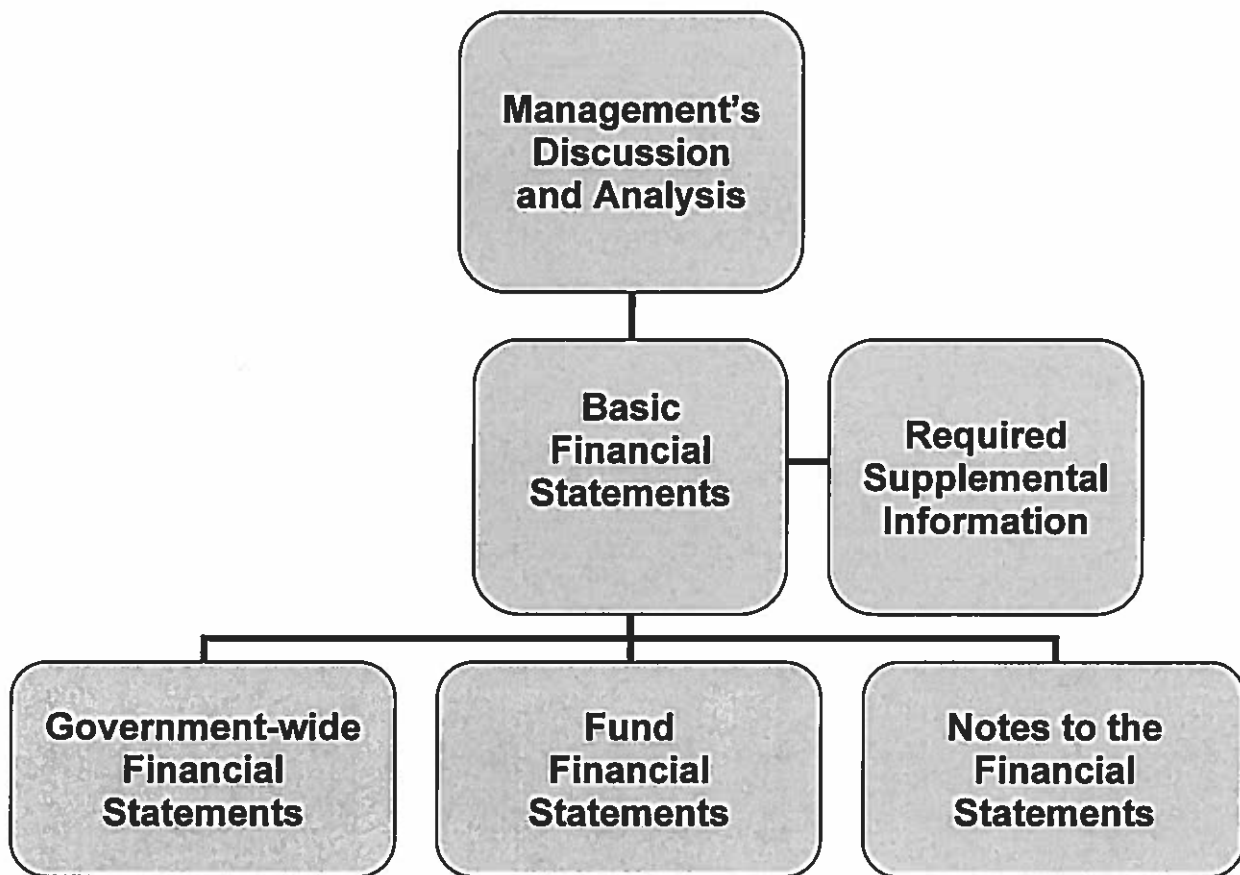 Management's
Discussion
and Analysis
Basic
Financial
Statements
Required
Supplemental
Information
Government-wide
Financial
Statements
Fund
Financial
Statements
Notes to the
Financial
Statements